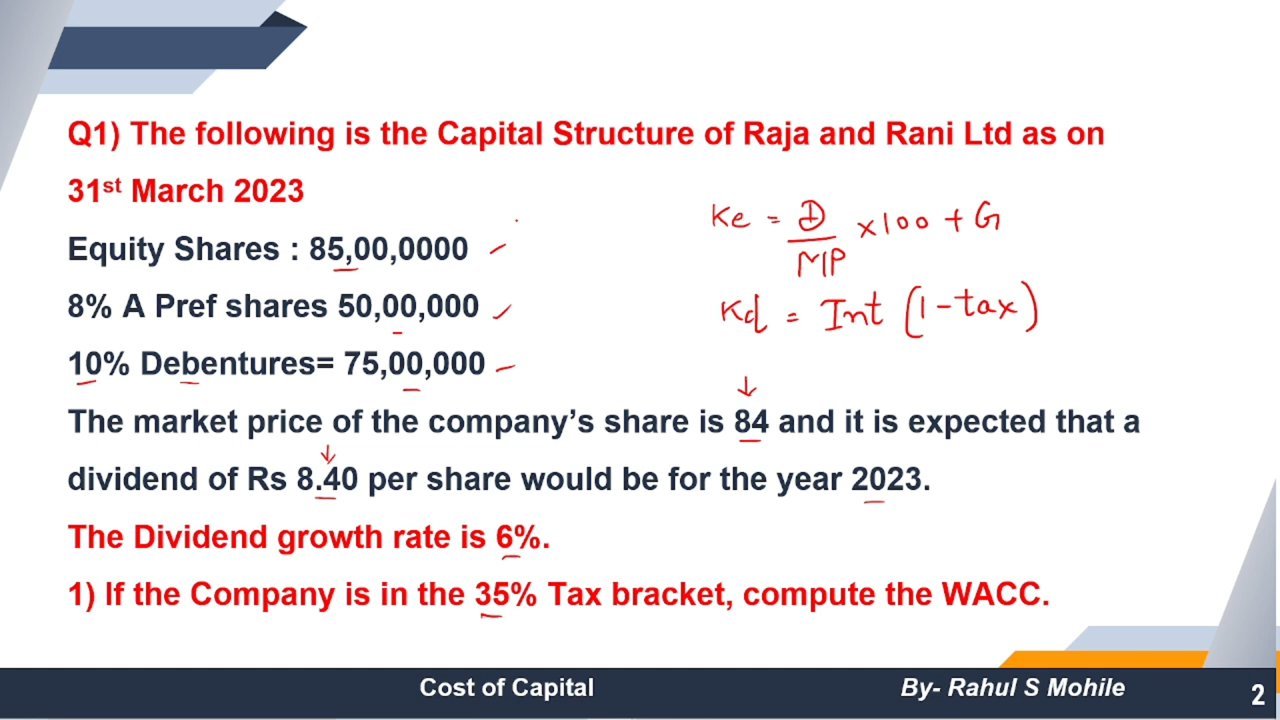 Q1) The following is the Capital Structure of Raja and Rani Ltd as on
31st March 2023
Equity Shares : 85,00,0000
8% A Pref shares 50,00,000
10% Debentures= 75,00,000
Ke = D/MP ×100 + G
Kd = Int (1-tax)
The market price of the company's share is 84 and it is expected that a
dividend of Rs 8.40 per share would be for the year 2023.
The Dividend growth rate is 6%.
1) If the Company is in the 35% Tax bracket, compute the WACC.
Cost of Capital
By- Rahul S Mohile
2